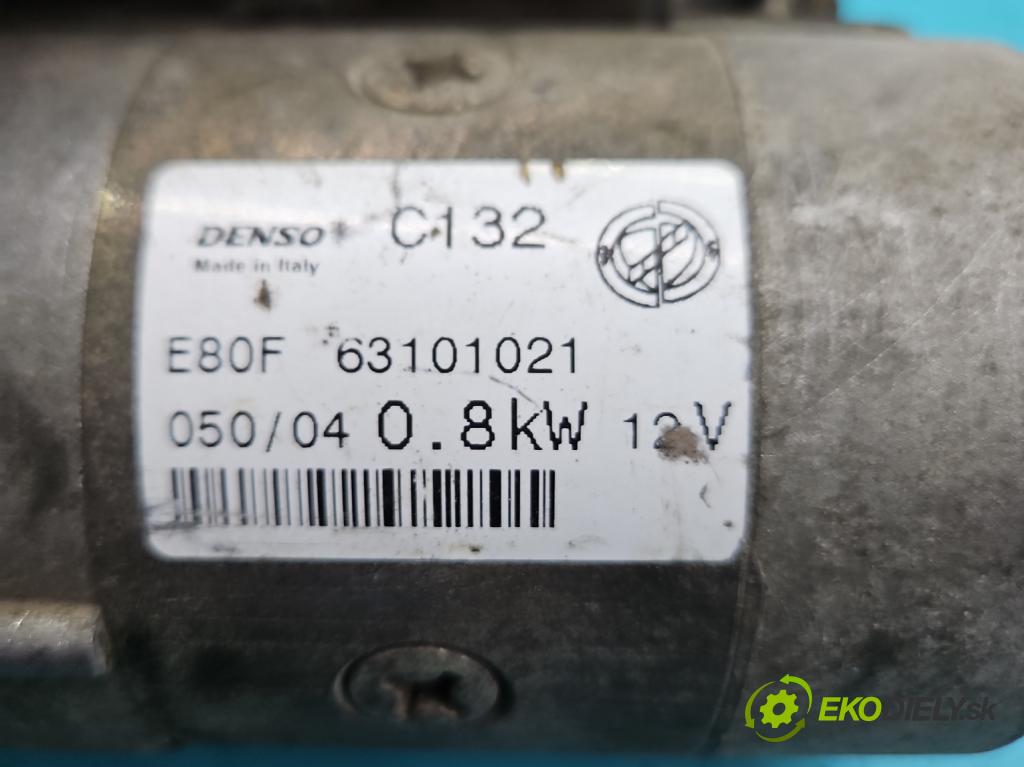 DENSO C132
Made in Italy
E80F 63101021
050/04 0.8kW 12V
EKODIELY.sk